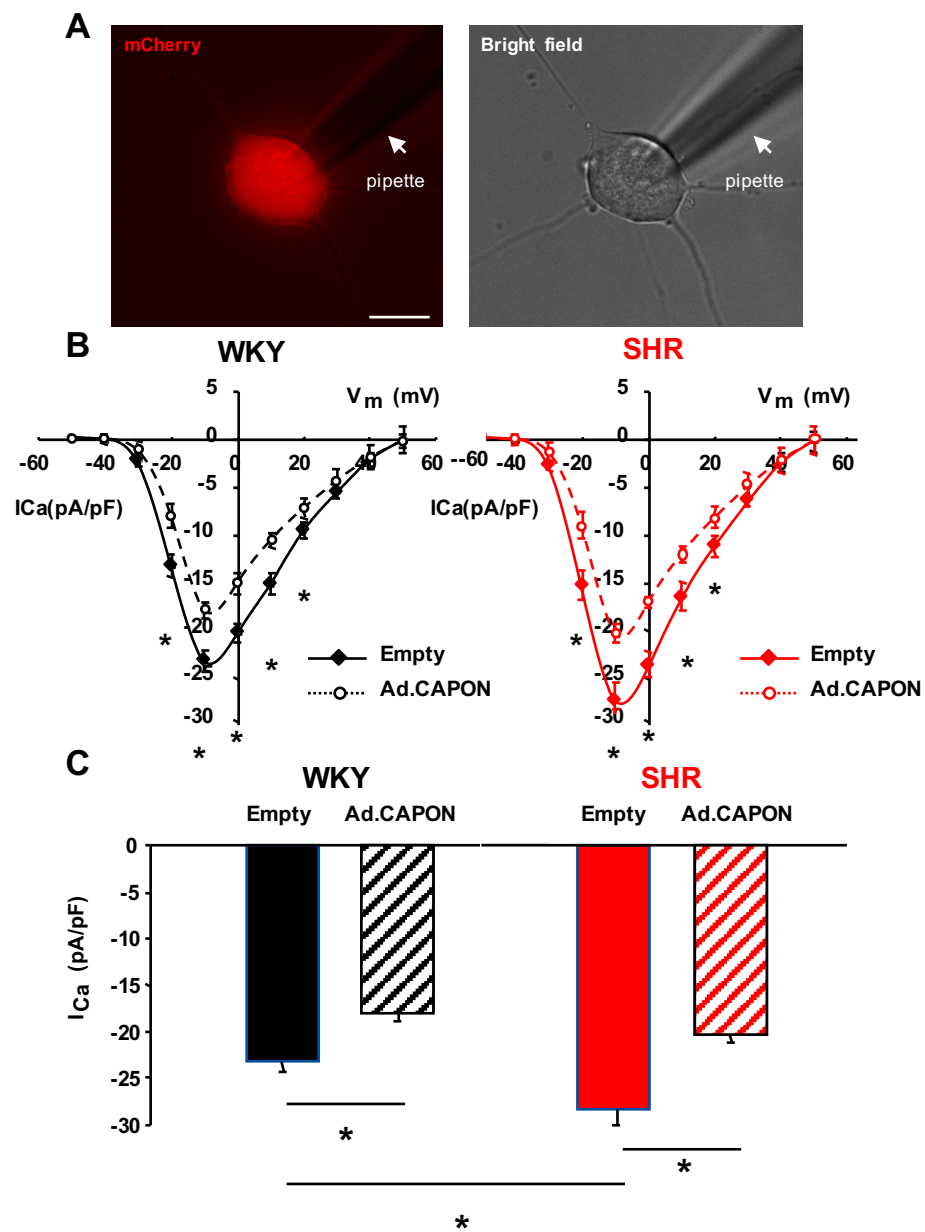 A
mCherry
pipette
Bright field
pipette
B
WKY
SHR
5
Vm (mV)
0
-60 -40 -20 0 20 40 60
ICa(pA/pF)
-5
-10
-15
-20
-25
-30
* * * * *
Empty
Ad.CAPON
5
Vm (mV)
0
--60 -40 -20 0 20 40 60
ICa(pA/pF)
-5
-10
-15
-20
-25
-30
* * * * *
Empty
Ad.CAPON
C
WKY
SHR
Empty Ad.CAPON Empty Ad.CAPON
0
-5
-10
-15
-20
-25
-30
ICa (pA/pF)
*
*
*